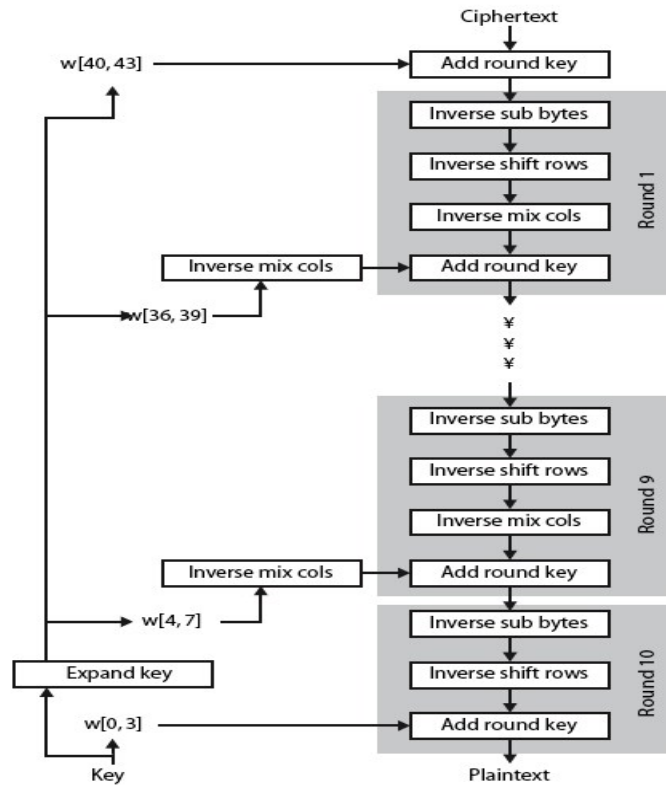 Ciphertext
w[40, 43]
Add round key
Inverse sub bytes
Inverse shift rows
Inverse mix cols
Round 1
Inverse mix cols
Add round key
w[36, 39]
¥
¥
¥
Inverse sub bytes
Inverse shift rows
Round 9
Inverse mix cols
Inverse mix cols
Add round key
w[4, 7]
Inverse sub bytes
Expand key
Inverse shift rows
Round 10
w[0, 3]
Add round key
Key
Plaintext